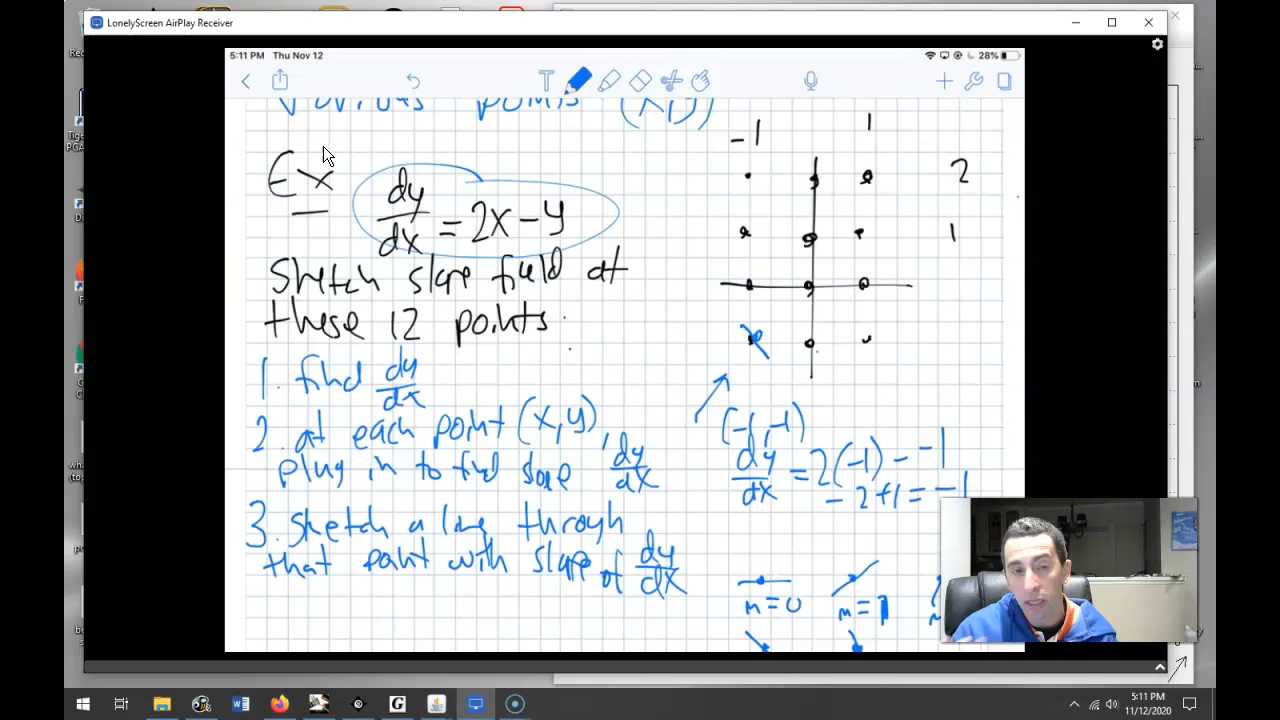 LonelyScreen AirPlay Receiver
5:11 PM Thu Nov 12
28%
T
various points (x,y)
Ex
dy/dx = 2x - y
Sketch slope field at
these 12 points.
1. find dy/dx
2. at each point (x,y),
plug in to find slope dy/dx
3. Sketch a line through
that point with slope of dy/dx
-1 1
2
1
(-1,-1)
dy/dx = 2(-1) - -1
-2+1 = -1
m=0 m=1
5:11 PM
11/12/2020